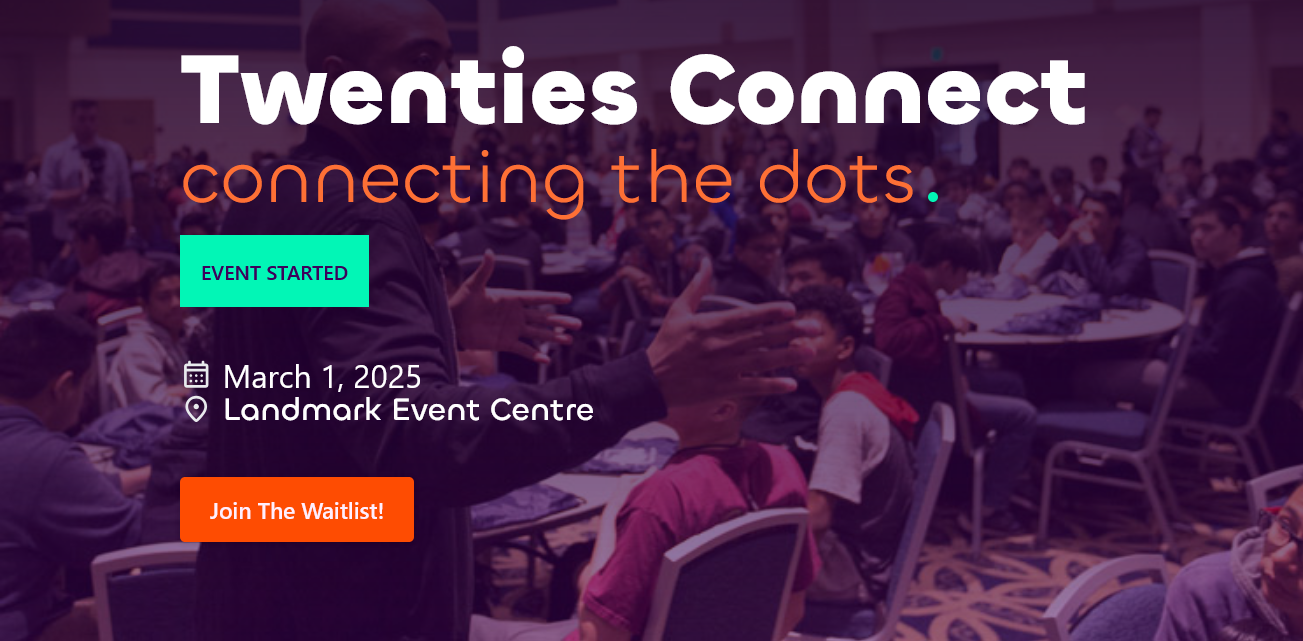 Twenties Connect
connecting the dots.
EVENT STARTED
March 1, 2025
Landmark Event Centre
Join The Waitlist!